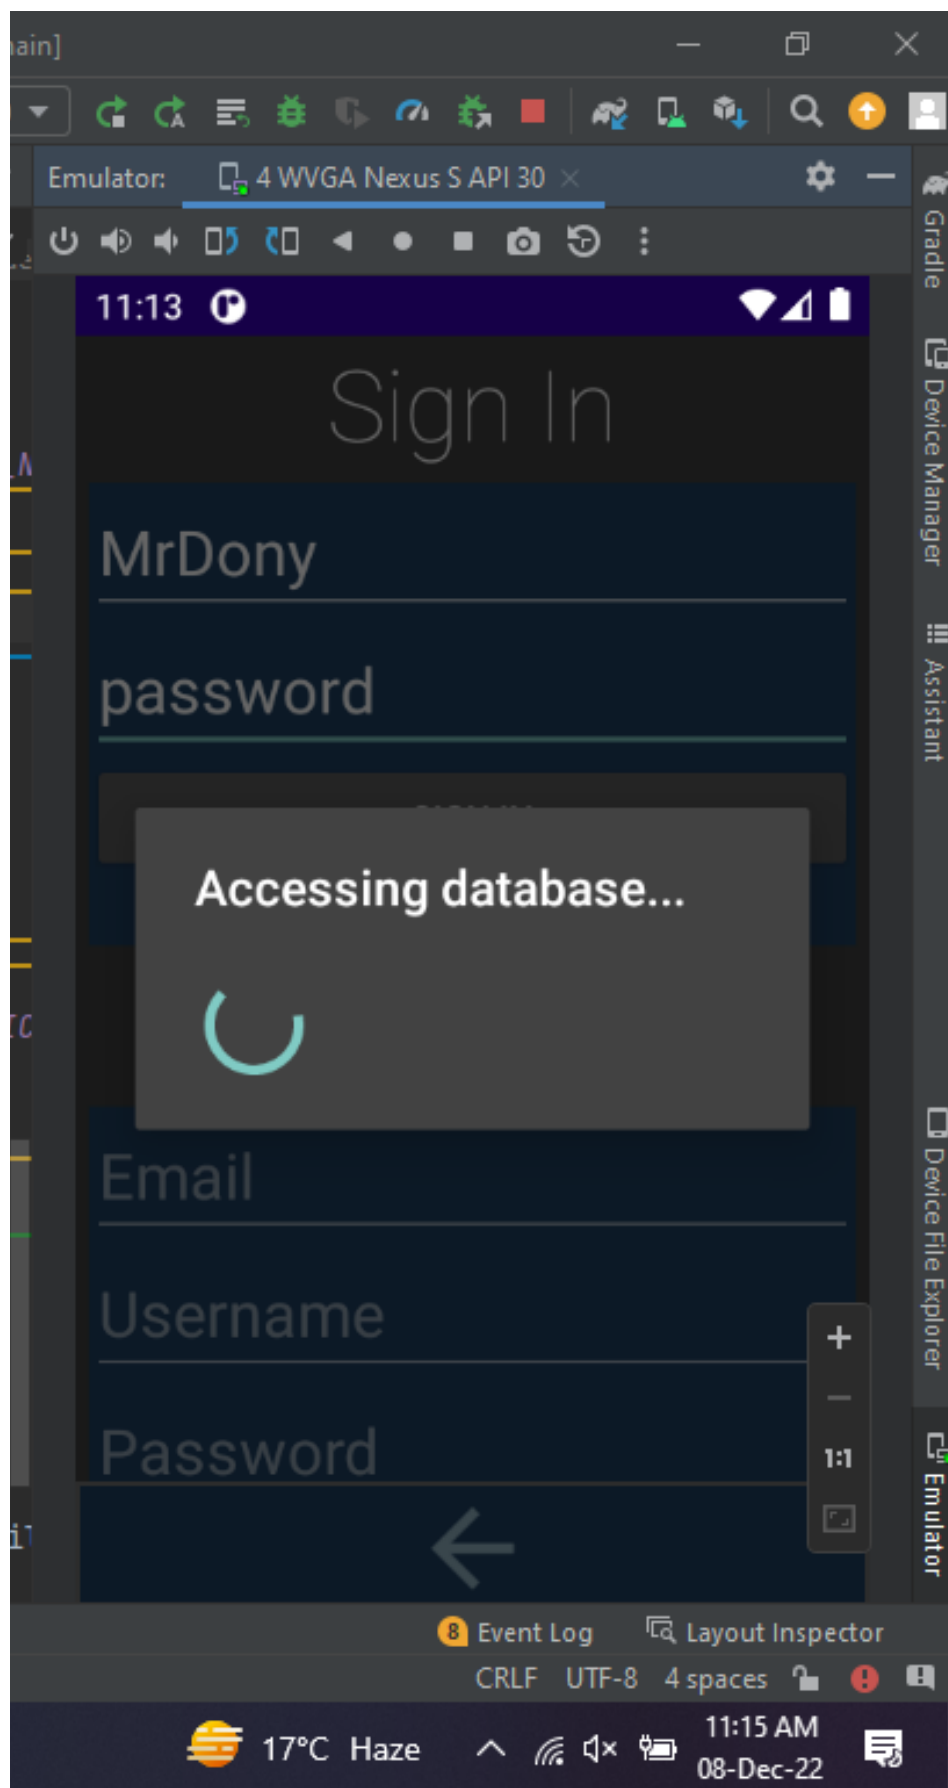 ain]
Emulator:
4 WVGA Nexus S API 30
11:13
Sign In
MrDony
password
Accessing database...
Email
Username
Password
1:1
Gradle
Device Manager
Assistant
Device File Explorer
Emulator
8 Event Log
Layout Inspector
CRLF UTF-8 4 spaces
17°C Haze
11:15 AM
08-Dec-22